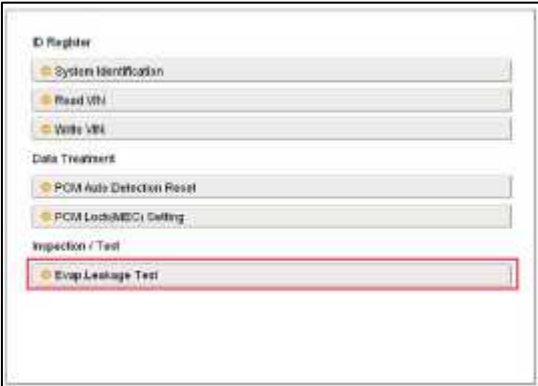 ID Register
System Identification
Read VIN
Write VIN
Data Treatment
PCM Auto Detection Reset
PCM Lock(MEC) Setting
Inspection / Test
Evap.Leakage Test